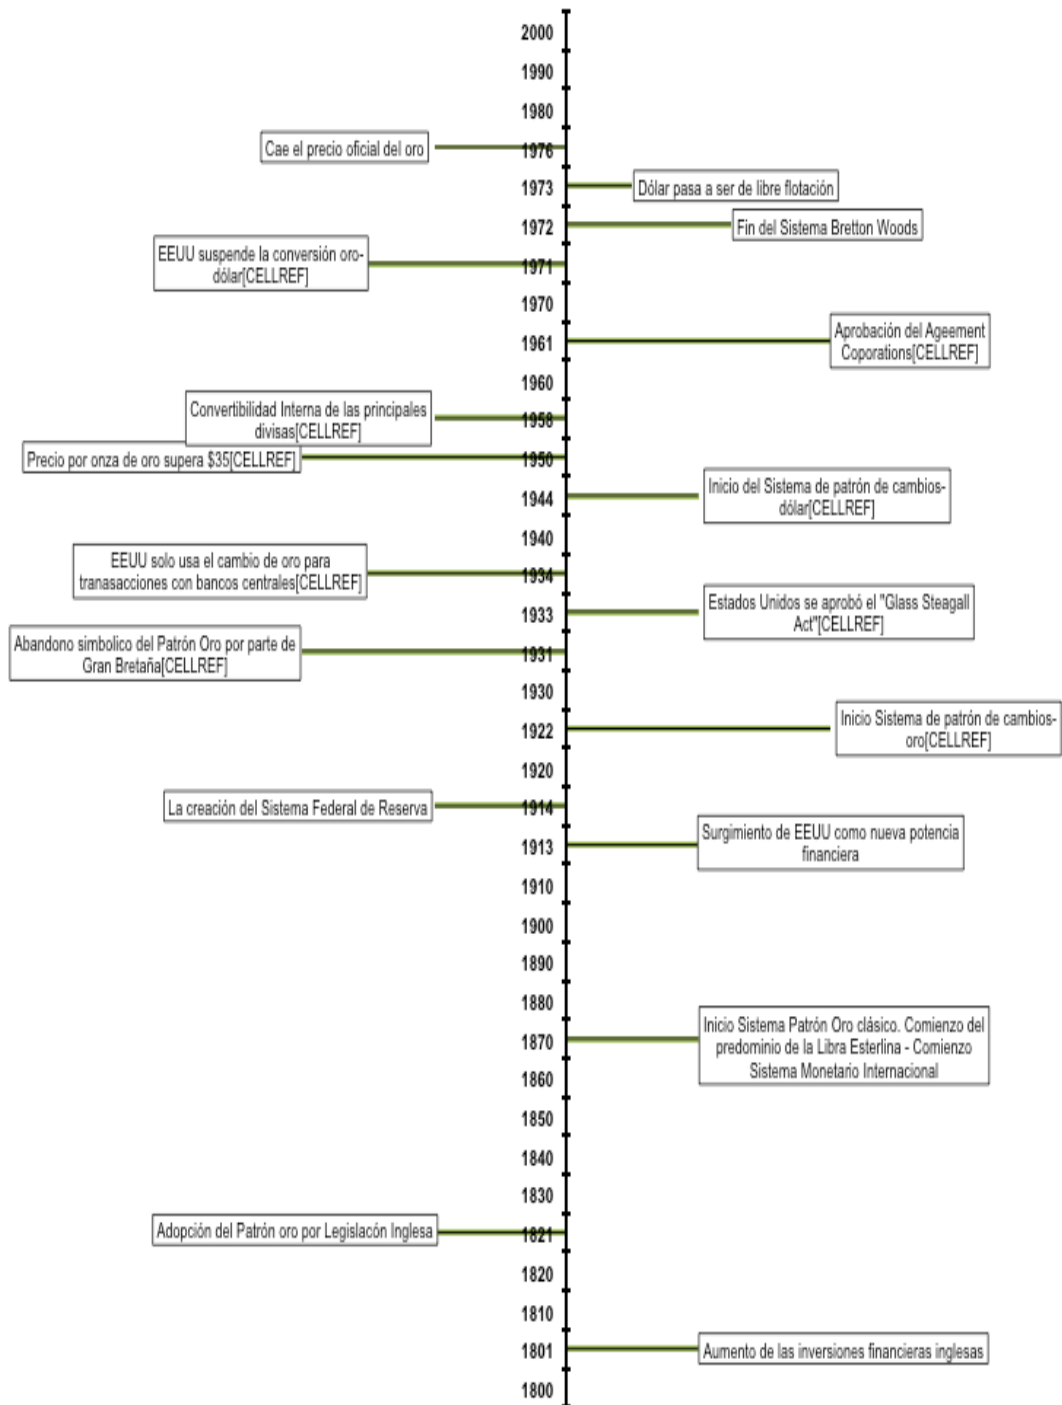 2000
1990
1980
Cae el precio oficial del oro
1976
1973
Dólar pasa a ser de libre flotación
1972
Fin del Sistema Bretton Woods
EEUU suspende la conversión oro-
dólar[CELLREF]
1971
1970
1961
Aprobación del Ageement
Coporations[CELLREF]
1960
Convertibilidad Interna de las principales
divisas[CELLREF]
1958
Precio por onza de oro supera $35[CELLREF]
1950
1944
Inicio del Sistema de patrón de cambios-
dólar[CELLREF]
1940
EEUU solo usa el cambio de oro para
tranasacciones con bancos centrales[CELLREF]
1934
1933
Estados Unidos se aprobó el "Glass Steagall
Act"[CELLREF]
Abandono simbolico del Patrón Oro por parte de
Gran Bretaña[CELLREF]
1931
1930
1922
Inicio Sistema de patrón de cambios-
oro[CELLREF]
1920
La creación del Sistema Federal de Reserva
1914
1913
Surgimiento de EEUU como nueva potencia
financiera
1910
1900
1890
1880
1870
Inicio Sistema Patrón Oro clásico. Comienzo del
predominio de la Libra Esterlina - Comienzo
Sistema Monetario Internacional
1860
1850
1840
1830
Adopción del Patrón oro por Legislacón Inglesa
1821
1820
1810
1801
Aumento de las inversiones financieras inglesas
1800